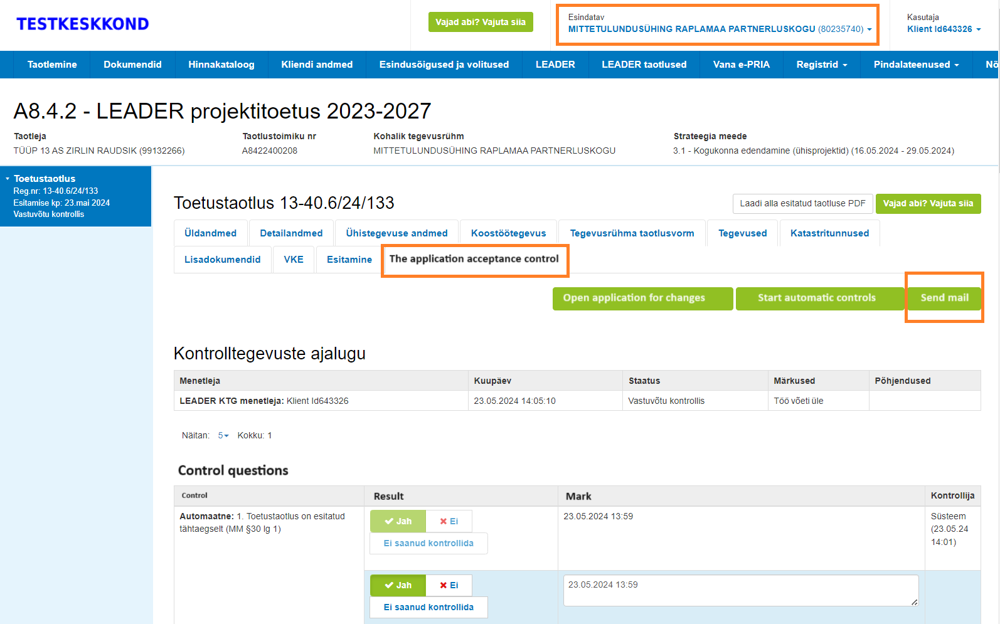 TESTKESKKOND
Vajad abi? Vajuta siia
Esindatav
MITTETULUNDUSÜHING RAPLAMAA PARTNERLUSKOGU (80235740)
Kasutaja
Klient Id643326
Taotlemine Dokumendid Hinnakataloog Kliendi andmed Esindusõigused ja volitused LEADER LEADER taotlused Vana e-PRIA Registrid Pindalateenused Nõ
A8.4.2 - LEADER projektitoetus 2023-2027
Taotleja Taotlustoimiku nr Kohalik tegevusrühm Strateegia meede
TÜÜP 13 AS ZIRLIN RAUDSIK (99132266) A8422400208 MITTETULUNDUSÜHING RAPLAMAA PARTNERLUSKOGU 3.1 - Kogukonna edendamine (ühisprojektid) (16.05.2024 - 29.05.2024)
Toetustaotlus
Reg.nr: 13-40.6/24/133
Esitamise kp: 23.mai 2024
Vastuvõtu kontrollis
Toetustaotlus 13-40.6/24/133
Laadi alla esitatud taotluse PDF Vajad abi? Vajuta siia
Üldandmed Detailandmed Ühistegevuse andmed Koostöötegevus Tegevusrühma taotlusvorm Tegevused Katastritunnused
Lisadokumendid VKE Esitamine The application acceptance control
Open application for changes Start automatic controls Send mail
Kontrolltegevuste ajalugu
Menetleja Kuupäev Staatus Märkused Põhjendused
LEADER KTG menetleja: Klient Id643326 23.05.2024 14:05:10 Vastuvõtu kontrollis Töö võeti üle
Näitan: 5 Kokku: 1
Control questions
Control Result Mark Kontrollija
Automaatne: 1. Toetustaotlus on esitatud
tähtaegselt (MM §30 lg 1)
Jah Ei
Ei saanud kontrollida
23.05.2024 13:59
Süsteem
(23.05.24
14:01)
Jah Ei
Ei saanud kontrollida
23.05.2024 13:59